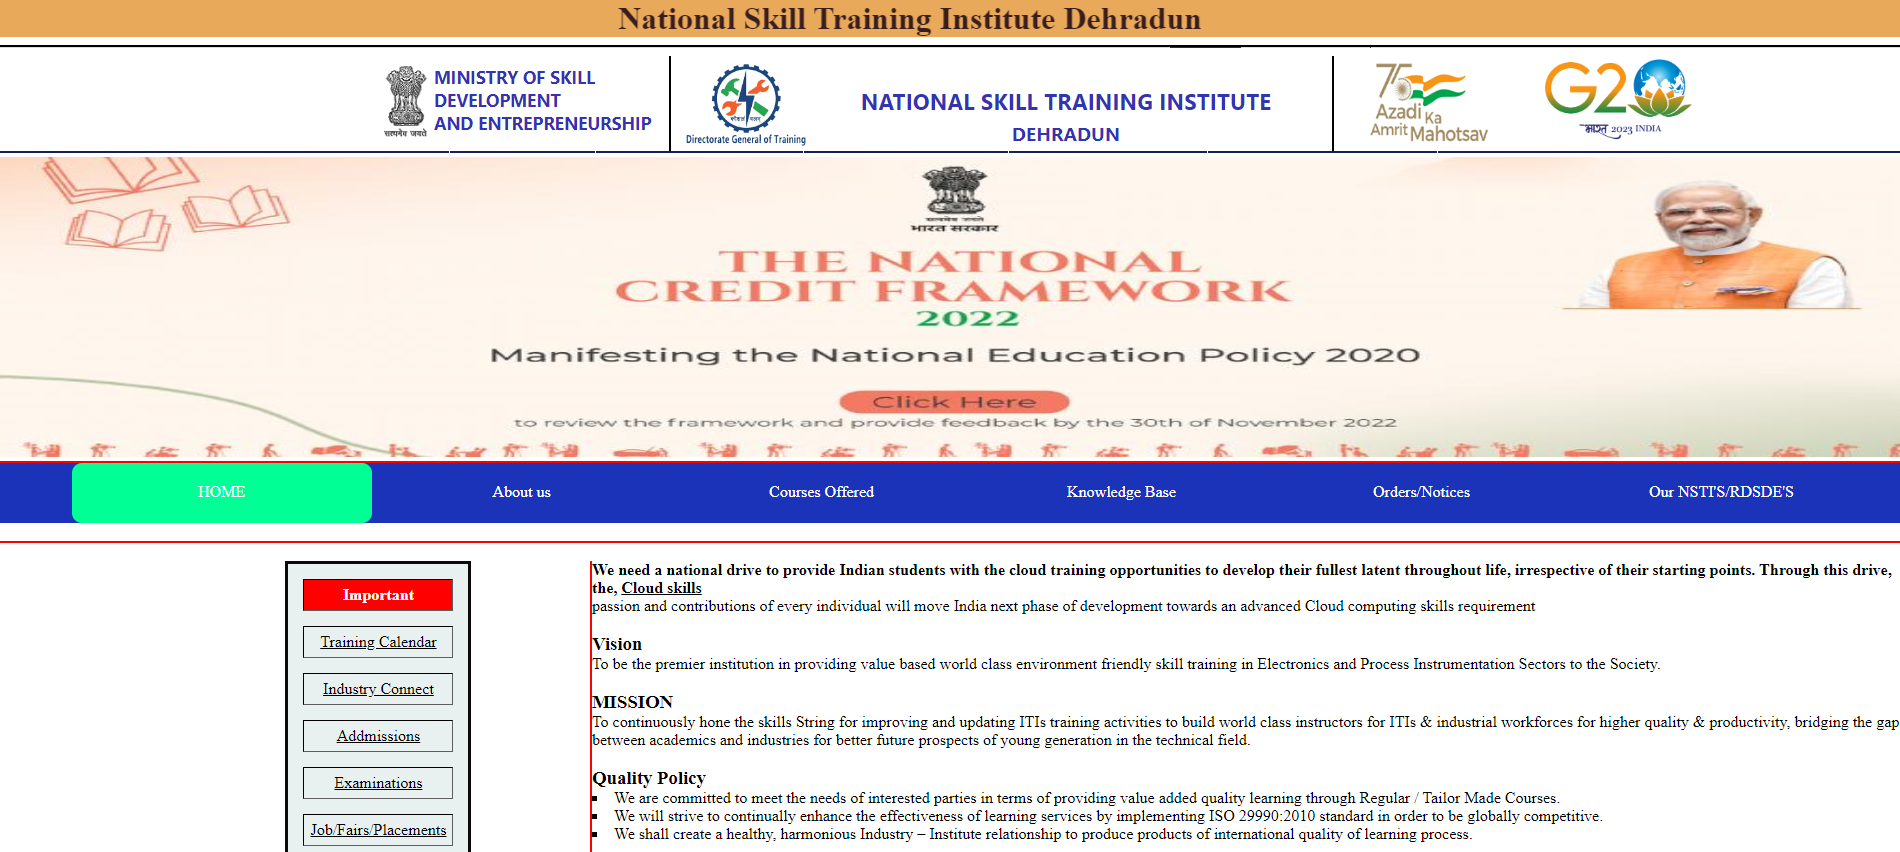 National Skill Training Institute Dehradun
सत्यमेव जयते
MINISTRY OF SKILL
DEVELOPMENT
AND ENTREPRENEURSHIP
Directorate General of Training
NATIONAL SKILL TRAINING INSTITUTE
DEHRADUN
75
Azadi
Ka
Amrit Mahotsav
G20
भारत 2023 INDIA
सत्यमेव जयते
भारत सरकार
THE NATIONAL
CREDIT FRAMEWORK
2022
Manifesting the National Education Policy 2020
Click Here
to review the framework and provide feedback by the 30th of November 2022
HOME
About us
Courses Offered
Knowledge Base
Orders/Notices
Our NSTI'S/RDSDE'S
Important
Training Calendar
Industry Connect
Addmissions
Examinations
Job/Fairs/Placements
We need a national drive to provide Indian students with the cloud training opportunities to develop their fullest latent throughout life, irrespective of their starting points. Through this drive,
the, Cloud skills
passion and contributions of every individual will move India next phase of development towards an advanced Cloud computing skills requirement
Vision
To be the premier institution in providing value based world class environment friendly skill training in Electronics and Process Instrumentation Sectors to the Society.
MISSION
To continuously hone the skills String for improving and updating ITIs training activities to build world class instructors for ITIs & industrial workforces for higher quality & productivity, bridging the gap
between academics and industries for better future prospects of young generation in the technical field.
Quality Policy
We are committed to meet the needs of interested parties in terms of providing value added quality learning through Regular / Tailor Made Courses.
We will strive to continually enhance the effectiveness of learning services by implementing ISO 29990:2010 standard in order to be globally competitive.
We shall create a healthy, harmonious Industry – Institute relationship to produce products of international quality of learning process.